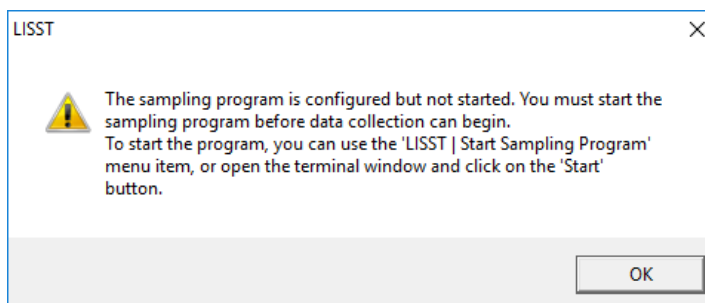 LISST
The sampling program is configured but not started. You must start the
sampling program before data collection can begin.
To start the program, you can use the 'LISST | Start Sampling Program'
menu item, or open the terminal window and click on the 'Start'
button.
OK